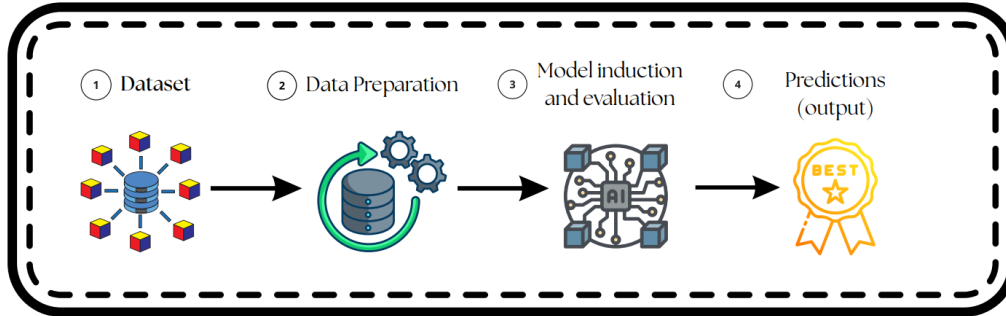 1 Dataset
2 Data Preparation
3 Model induction
and evaluation
4 Predictions
(output)
AI
BEST